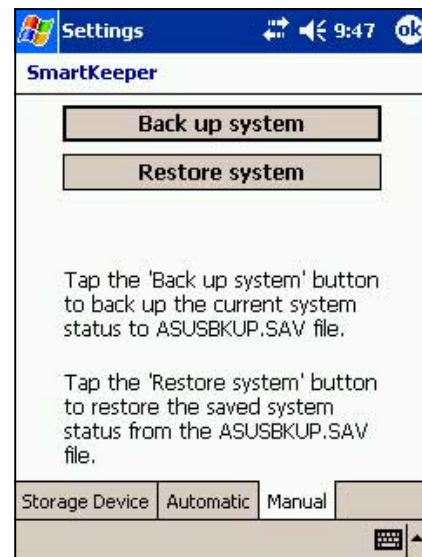 Settings 9:47 ok
SmartKeeper
Back up system
Restore system
Tap the 'Back up system' button
to back up the current system
status to ASUSBKUP.SAV file.
Tap the 'Restore system' button
to restore the saved system
status from the ASUSBKUP.SAV
file.
Storage Device Automatic Manual